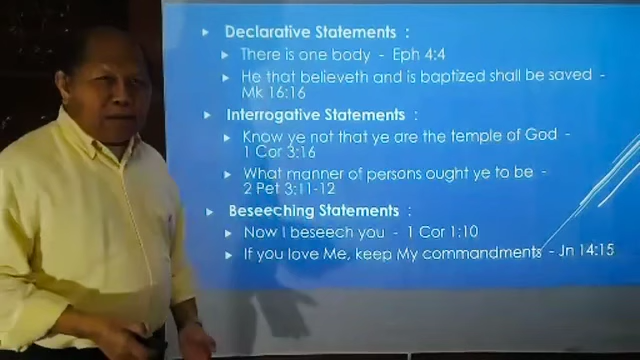 Declarative Statements :
There is one body - Eph 4:4
He that believeth and is baptized shall be saved -
Mk 16:16
Interrogative Statements :
Know ye not that ye are the temple of God -
1 Cor 3:16
What manner of persons ought ye to be -
2 Pet 3:11-12
Beseeching Statements :
Now I beseech you - 1 Cor 1:10
If you love Me, keep My commandments - Jn 14:15